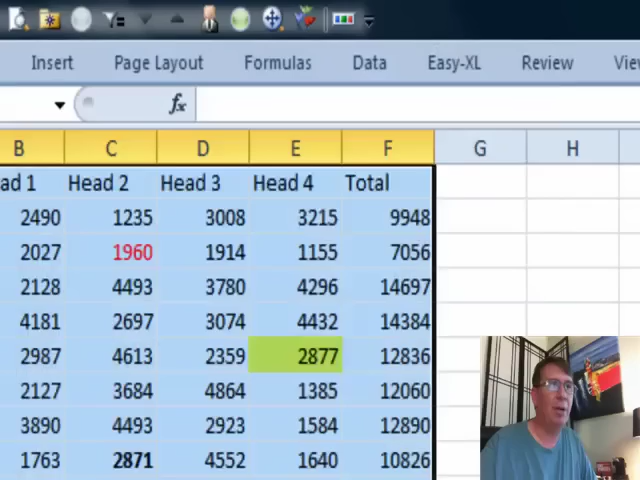 Insert Page Layout Formulas Data Easy-XL Review
fx
B C D E F G H
ad 1 Head 2 Head 3 Head 4 Total
2490 1235 3008 3215 9948
2027 1960 1914 1155 7056
2128 4493 3780 4296 14697
4181 2697 3074 4432 14384
2987 4613 2359 2877 12836
2127 3684 4864 1385 12060
3890 4493 2923 1584 12890
1763 2871 4552 1640 10826